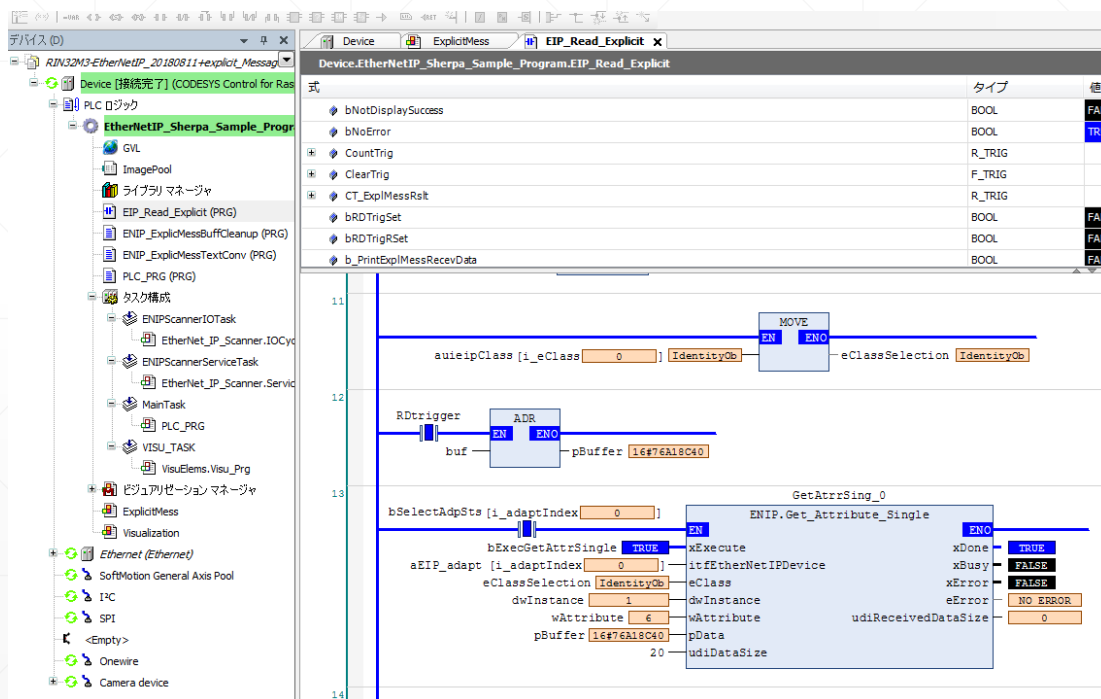 デバイス (D)
RIN32M3-EtherNetIP_20180811+explicit_Messag
Device [接続完了] (CODESYS Control for Ras
PLC ロジック
EtherNetIP_Sherpa_Sample_Progr
GVL
ImagePool
ライブラリ マネージャ
EIP_Read_Explicit (PRG)
ENIP_ExplicMessBuffCleanup (PRG)
ENIP_ExplicMessTextConv (PRG)
PLC_PRG (PRG)
タスク構成
ENIPScannerIOTask
EtherNet_IP_Scanner.IOCyc
ENIPScannerServiceTask
EtherNet_IP_Scanner.Servic
MainTask
PLC_PRG
VISU_TASK
VisuElems.Visu_Prg
ビジュアリゼーション マネージャ
ExplicitMess
Visualization
Ethernet (Ethernet)
SoftMotion General Axis Pool
I²C
SPI
<Empty>
Onewire
Camera device
Device
ExplicitMess
EIP_Read_Explicit
Device.EtherNetIP_Sherpa_Sample_Program.EIP_Read_Explicit
式 タイプ 値
bNotDisplaySuccess BOOL FA
bNoError BOOL TR
CountTrig R_TRIG
ClearTrig F_TRIG
CT_ExplMessRslt R_TRIG
bRDTrigSet BOOL FA
bRDTrigRSet BOOL FA
b_PrintExplMessRecevData BOOL FA
11
MOVE
EN ENO
auieipClass [i_eClass 0 ] IdentityOb eClassSelection IdentityOb
12
RDtrigger ADR
EN ENO
buf pBuffer 16#76A18C40
13
GetAtrrSing_0
bSelectAdpSts [i_adaptIndex 0 ] ENIP.Get_Attribute_Single
EN ENO
bExecGetAttrSingle TRUE xExecute xDone TRUE
aEIP_adapt [i_adaptIndex 0 ] itfEtherNetIPDevice xBusy FALSE
eClassSelection IdentityOb eClass xError FALSE
dwInstance 1 dwInstance eError NO ERROR
wAttribute 6 wAttribute udiReceivedDataSize 0
pBuffer 16#76A18C40 pData
20 udiDataSize
14